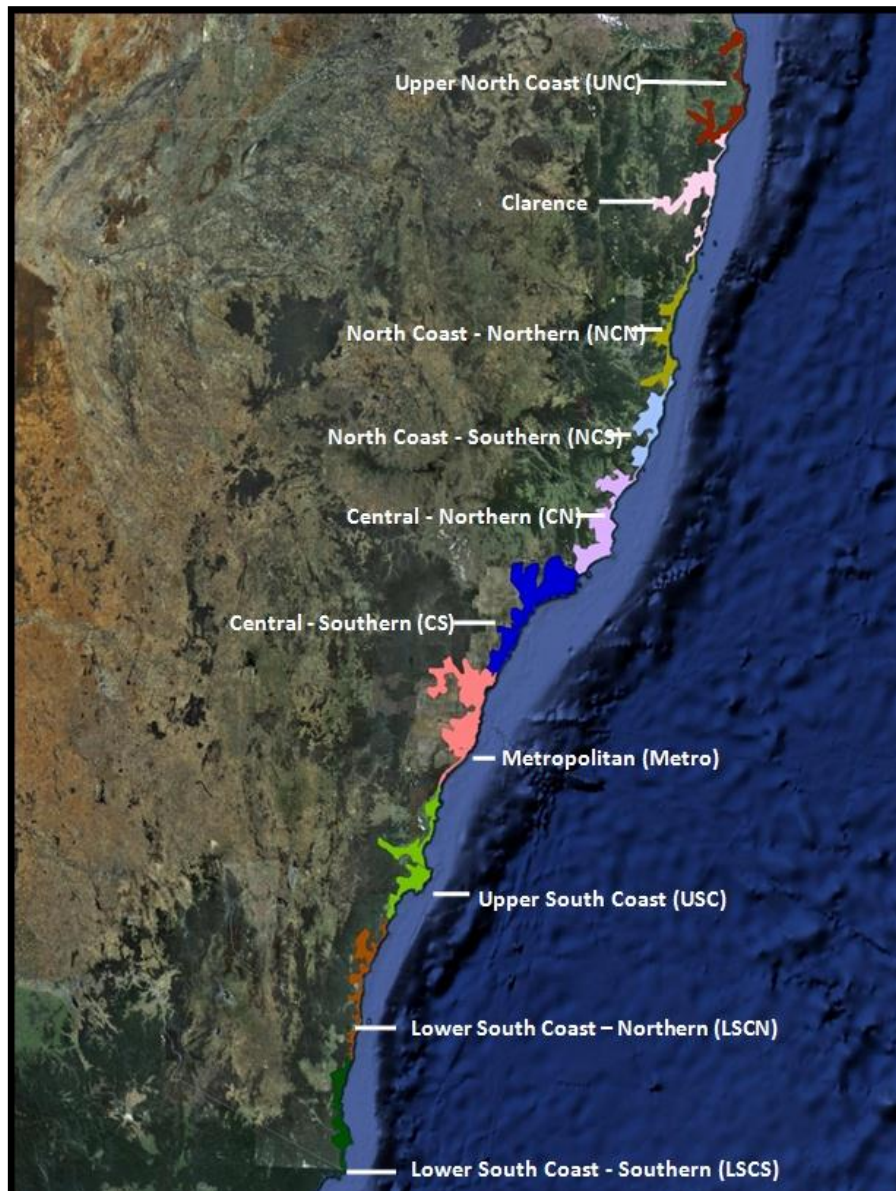 Upper North Coast (UNC)
Clarence
North Coast - Northern (NCN)
North Coast - Southern (NCS)
Central - Northern (CN)
Central - Southern (CS)
Metropolitan (Metro)
Upper South Coast (USC)
Lower South Coast – Northern (LSCN)
Lower South Coast - Southern (LSCS)